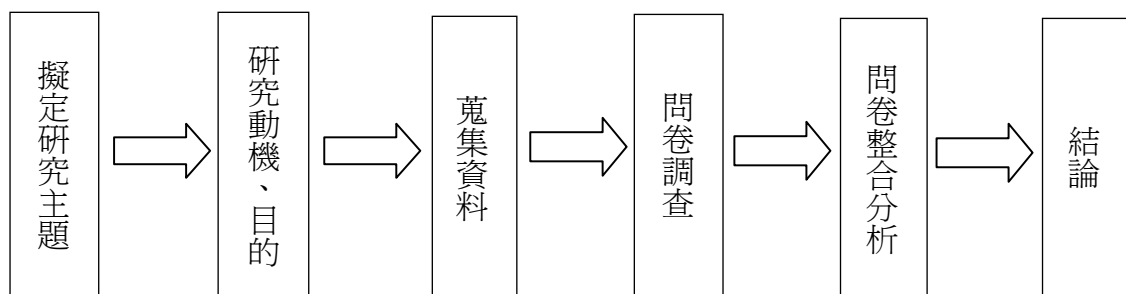 擬定研究主題
研究動機、目的
蒐集資料
問卷調查
問卷整合分析
結論